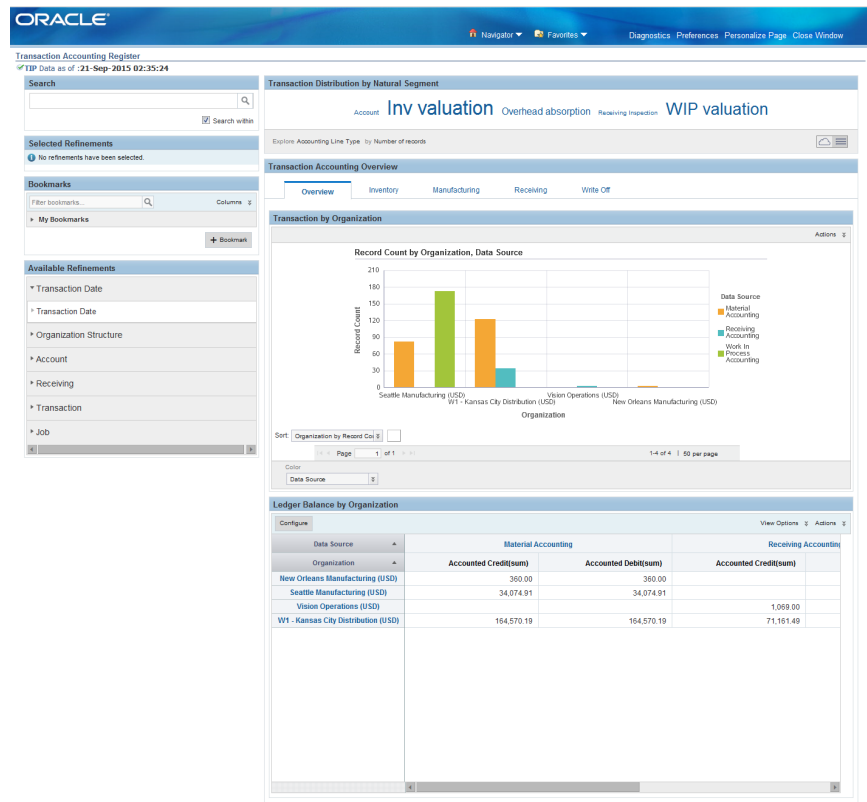 ORACLE
Navigator Favorites Diagnostics Preferences Personalize Page Close Window
Transaction Accounting Register
TIP Data as of :21-Sep-2015 02:35:24
Search
Search within
Selected Refinements
No refinements have been selected.
Bookmarks
Filter bookmarks... Columns
My Bookmarks
+ Bookmark
Available Refinements
Transaction Date
Transaction Date
Organization Structure
Account
Receiving
Transaction
Job
Transaction Distribution by Natural Segment
Account Inv valuation Overhead absorption Receiving Inspection WIP valuation
Explore Accounting Line Type by Number of records
Transaction Accounting Overview
Overview Inventory Manufacturing Receiving Write Off
Transaction by Organization
Actions
Record Count by Organization, Data Source
210
180
150
120
90
60
30
0
Record Count
Seattle Manufacturing (USD) Vision Operations (USD)
W1 - Kansas City Distribution (USD) New Orleans Manufacturing (USD)
Organization
Data Source
Material Accounting
Receiving Accounting
Work In Process Accounting
Sort Organization by Record Co
Page 1 of 1 1-4 of 4 | 50 per page
Color
Data Source
Ledger Balance by Organization
Configure View Options Actions
Data Source Material Accounting Receiving Accounting
Organization Accounted Credit(sum) Accounted Debit(sum) Accounted Credit(sum)
New Orleans Manufacturing (USD) 360.00 360.00
Seattle Manufacturing (USD) 34,074.91 34,074.91
Vision Operations (USD) 1,069.00
W1 - Kansas City Distribution (USD) 164,570.19 164,570.19 71,161.49